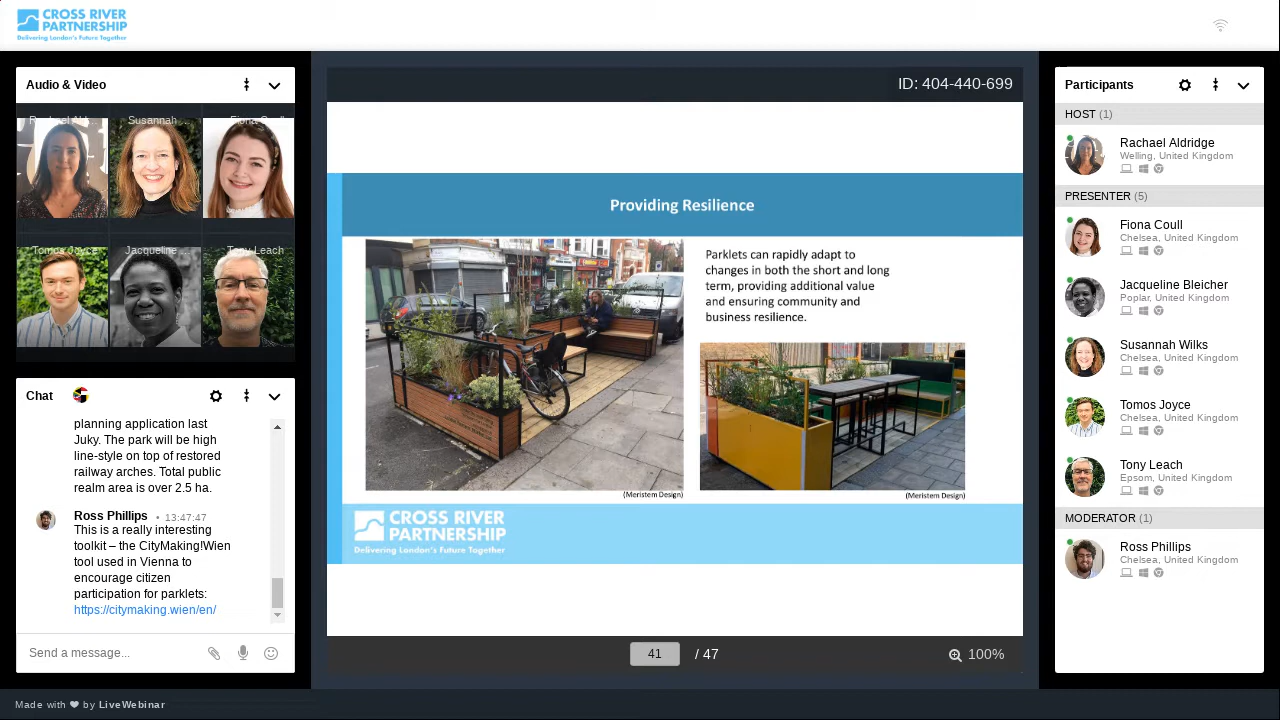 CROSS RIVER
PARTNERSHIP
Delivering London's Future Together
Audio & Video
Susannah ...
Fiona Coull
Tomos Joyce
Jacqueline ...
Tony Leach
Chat
planning application last
Juky. The park will be high
line-style on top of restored
railway arches. Total public
realm area is over 2.5 ha.
Ross Phillips • 13:47:47
This is a really interesting
toolkit – the CityMaking!Wien
tool used in Vienna to
encourage citizen
participation for parklets:
https://citymaking.wien/en/
Send a message...
ID: 404-440-699
Providing Resilience
Parklets can rapidly adapt to
changes in both the short and long
term, providing additional value
and ensuring community and
business resilience.
(Meristem Design)
(Meristem Design)
CROSS RIVER
PARTNERSHIP
Delivering London's Future Together
41 / 47
100%
Participants
HOST (1)
Rachael Aldridge
Welling, United Kingdom
PRESENTER (5)
Fiona Coull
Chelsea, United Kingdom
Jacqueline Bleicher
Poplar, United Kingdom
Susannah Wilks
Chelsea, United Kingdom
Tomos Joyce
Chelsea, United Kingdom
Tony Leach
Epsom, United Kingdom
MODERATOR (1)
Ross Phillips
Chelsea, United Kingdom
Made with ❤ by LiveWebinar